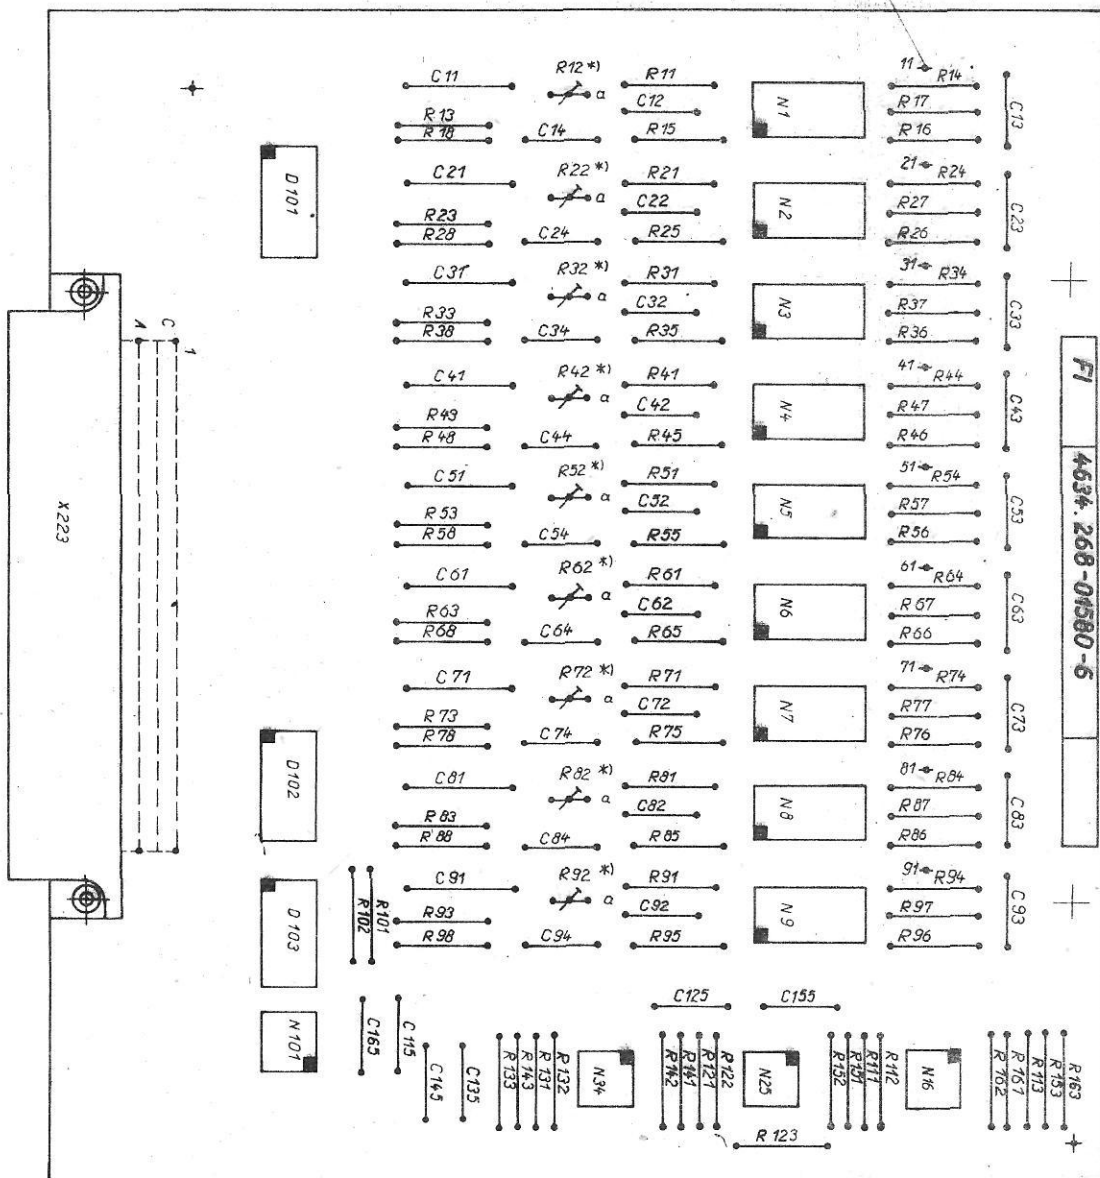 C11 R12 *) a R11 11 R14
C12 N1 R17 C13
R13
R18 C14 R15 R16
D101
C21 R22 *) a R21 21 R24
C22 N2 R27 C23
R23
R28 C24 R25 R26
C31 R32 *) a R31 31 R34
C32 N3 R37 C33
R33
R38 C34 R35 R36
A C 1
C41 R42 *) a R41 41 R44
C42 N4 R47 C43
R43
R48 C44 R45 R46
F1 4634.268-01580-6
C51 R52 *) a R51 51 R54
C52 N5 R57 C53
R53
R58 C54 R55 R56
X223
C61 R62 *) a R61 61 R64
C62 N6 R67 C63
R63
R68 C64 R65 R66
C71 R72 *) a R71 71 R74
C72 N7 R77 C73
R73
R78 C74 R75 R76
D102
C81 R82 *) a R81 81 R84
C82 N8 R87 C83
R83
R88 C84 R85 R86
C91 R92 *) a R91 91 R94
C92 N9 R97 C93
R93
R98 C94 R95 R96
D103 R102 R101
C125 C155
N101 C165 C115
C145 C135 R133 R143 R131 R132 N34 R142 R141 R121 R122 N25 R152 R151 R111 R112 N16 R162 R161 R113 R153 R163
R123